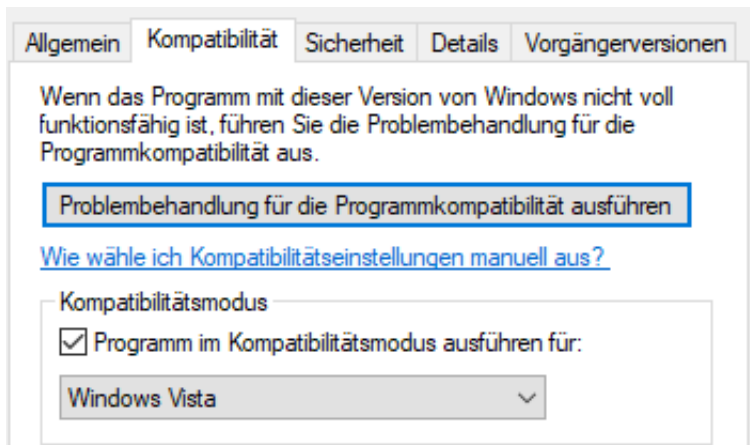 Allgemein Kompatibilität Sicherheit Details Vorgängerversionen
Wenn das Programm mit dieser Version von Windows nicht voll
funktionsfähig ist, führen Sie die Problembehandlung für die
Programmkompatibilität aus.
Problembehandlung für die Programmkompatibilität ausführen
Wie wähle ich Kompatibilitätseinstellungen manuell aus?
Kompatibilitätsmodus
Programm im Kompatibilitätsmodus ausführen für:
Windows Vista